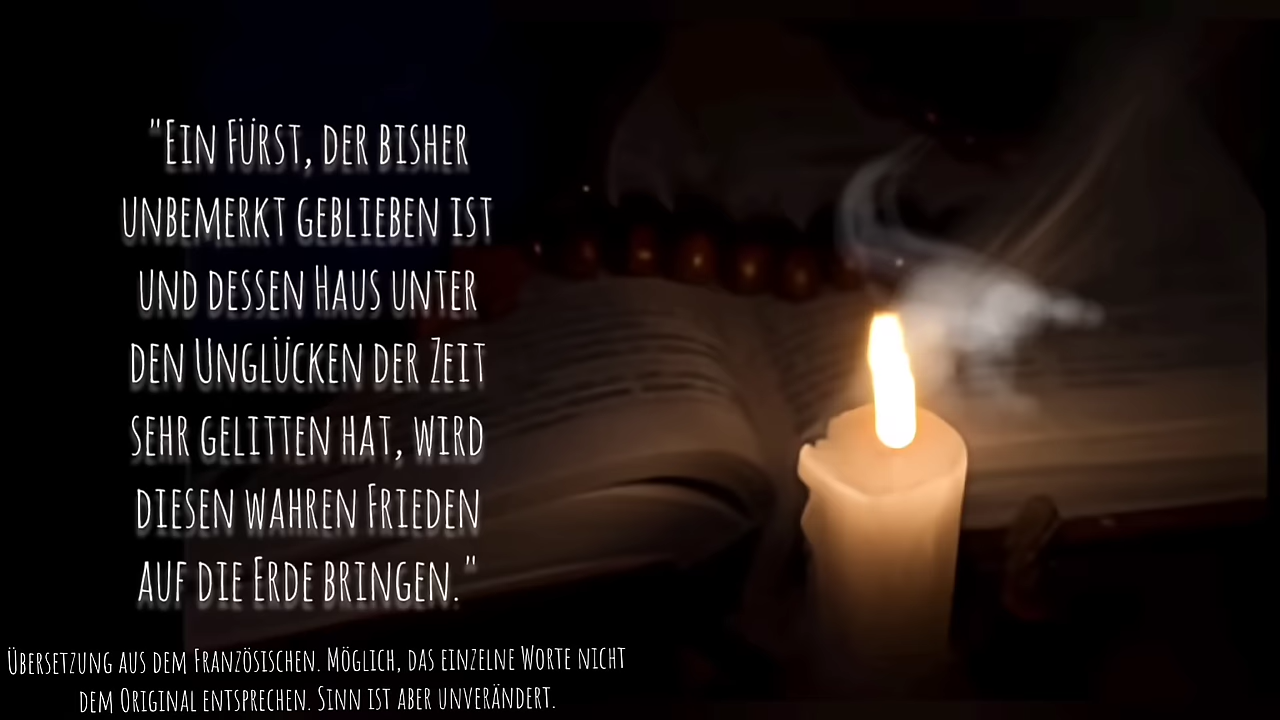 "Ein Fürst, der bisher
unbemerkt geblieben ist
und dessen Haus unter
den Unglücken der Zeit
sehr gelitten hat, wird
diesen wahren Frieden
auf die Erde bringen."
Übersetzung aus dem Französischen. Möglich, das einzelne Worte nicht
dem Original entsprechen. Sinn ist aber unverändert.